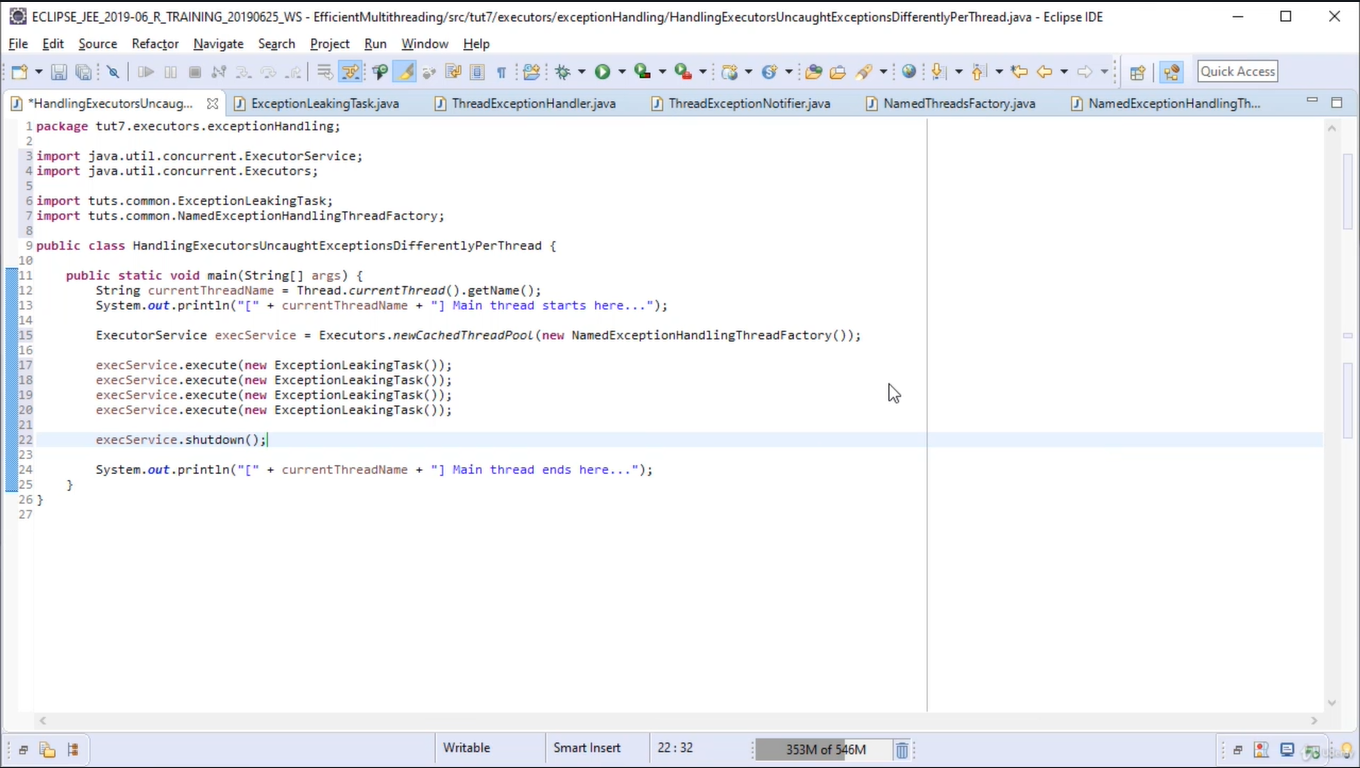 ECLIPSE_JEE_2019-06_R_TRAINING_20190625_WS - EfficientMultithreading/src/tut7/executors/exceptionHandling/HandlingExecutorsUncaughtExceptionsDifferentlyPerThread.java - Eclipse IDE
File Edit Source Refactor Navigate Search Project Run Window Help
Quick Access
*HandlingExecutorsUncaug... ExceptionLeakingTask.java ThreadExceptionHandler.java ThreadExceptionNotifier.java NamedThreadsFactory.java NamedExceptionHandlingTh...
1 package tut7.executors.exceptionHandling;
2
3 import java.util.concurrent.ExecutorService;
4 import java.util.concurrent.Executors;
5
6 import tuts.common.ExceptionLeakingTask;
7 import tuts.common.NamedExceptionHandlingThreadFactory;
8
9 public class HandlingExecutorsUncaughtExceptionsDifferentlyPerThread {
10
11 public static void main(String[] args) {
12 String currentThreadName = Thread.currentThread().getName();
13 System.out.println("[" + currentThreadName + "] Main thread starts here...");
14
15 ExecutorService execService = Executors.newCachedThreadPool(new NamedExceptionHandlingThreadFactory());
16
17 execService.execute(new ExceptionLeakingTask());
18 execService.execute(new ExceptionLeakingTask());
19 execService.execute(new ExceptionLeakingTask());
20 execService.execute(new ExceptionLeakingTask());
21
22 execService.shutdown();
23
24 System.out.println("[" + currentThreadName + "] Main thread ends here...");
25 }
26 }
27
Writable Smart Insert 22 : 32 353M of 546M